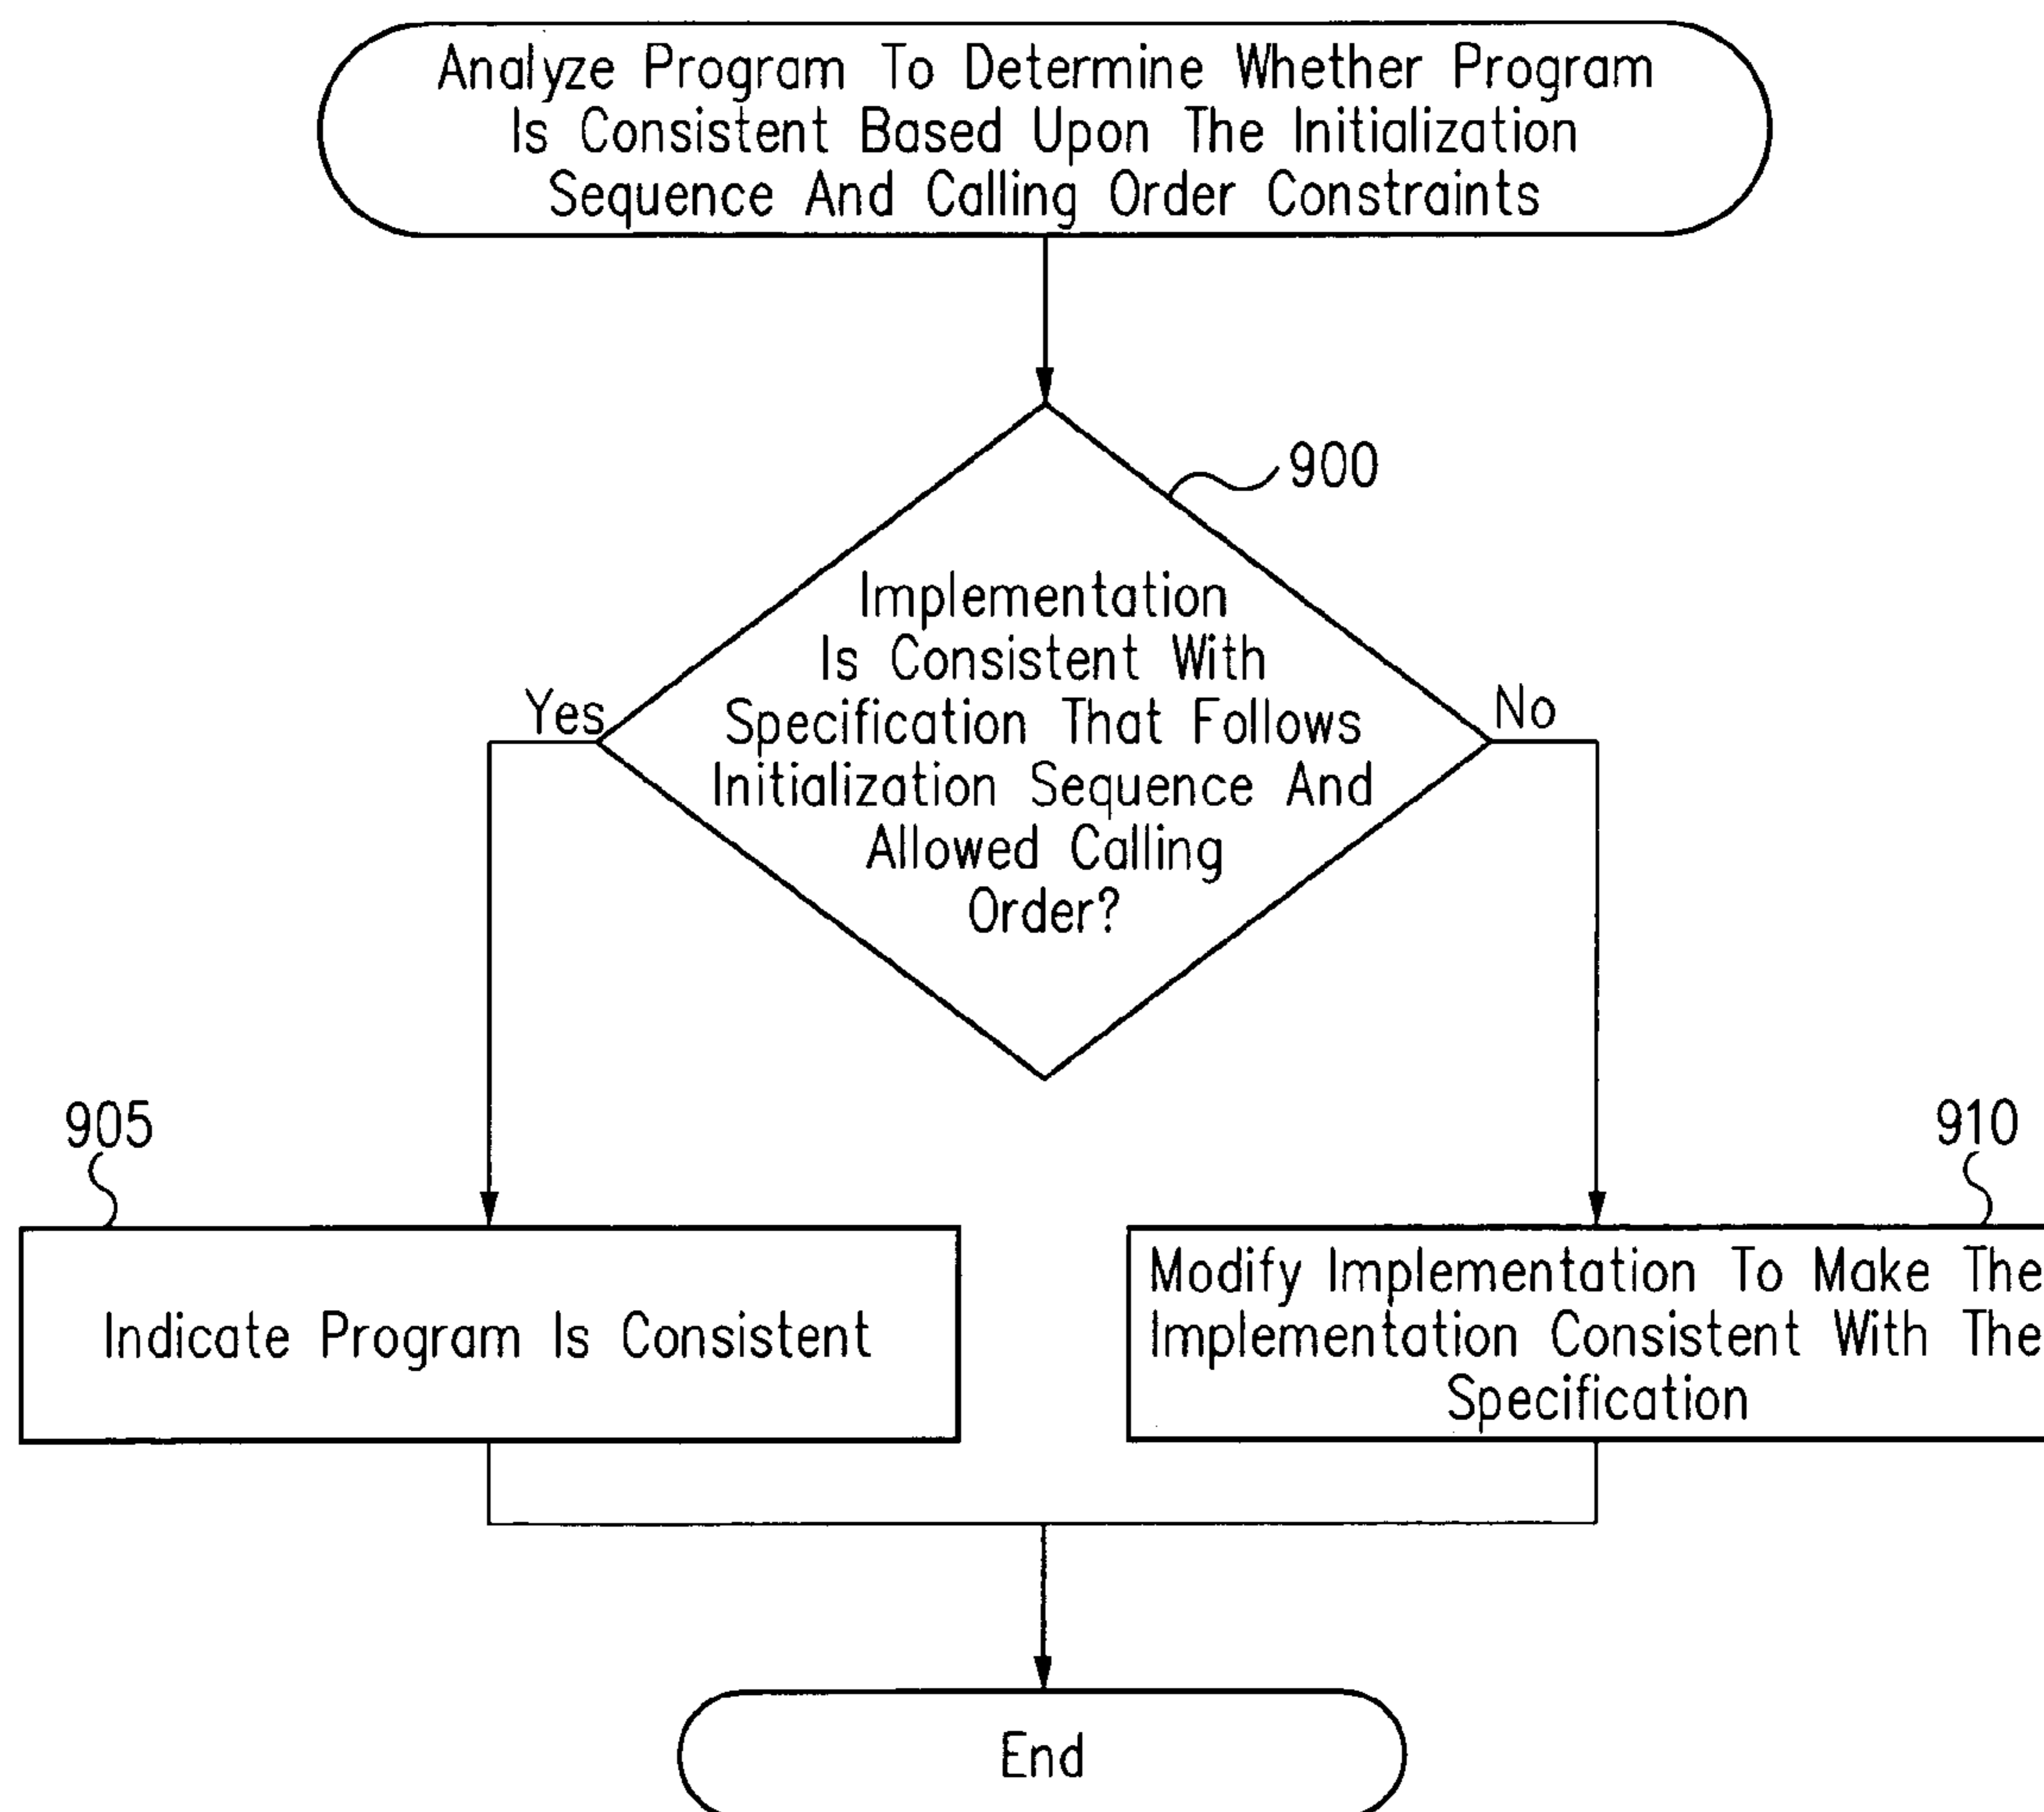 Analyze Program To Determine Whether Program
Is Consistent Based Upon The Initialization
Sequence And Calling Order Constraints
900
Implementation
Is Consistent With
Specification That Follows
Initialization Sequence And
Allowed Calling
Order?
Yes
No
905
910
Indicate Program Is Consistent
Modify Implementation To Make The
Implementation Consistent With The
Specification
End